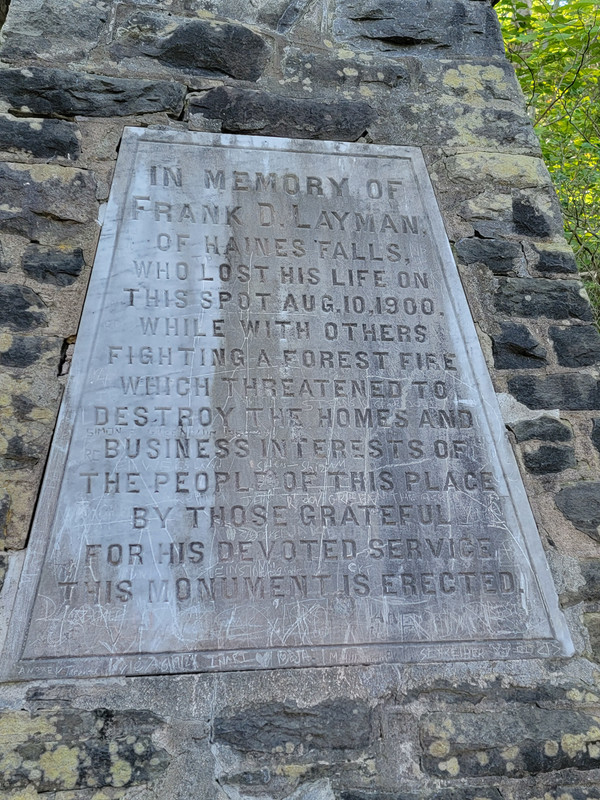 IN MEMORY OF
FRANK D. LAYMAN,
OF HAINES FALLS,
WHO LOST HIS LIFE ON
THIS SPOT AUG. 10, 1900.
WHILE WITH OTHERS
FIGHTING A FOREST FIRE
WHICH THREATENED TO
DESTROY THE HOMES AND
BUSINESS INTERESTS OF
THE PEOPLE OF THIS PLACE
BY THOSE GRATEFUL
FOR HIS DEVOTED SERVICE
THIS MONUMENT IS ERECTED.